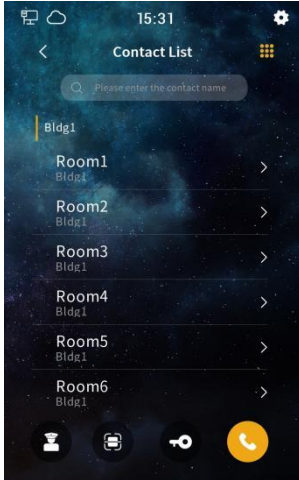 15:31
Contact List
Please enter the contact name
Bldg1
Room1
Bldg1
Room2
Bldg1
Room3
Bldg1
Room4
Bldg1
Room5
Bldg1
Room6
Bldg1